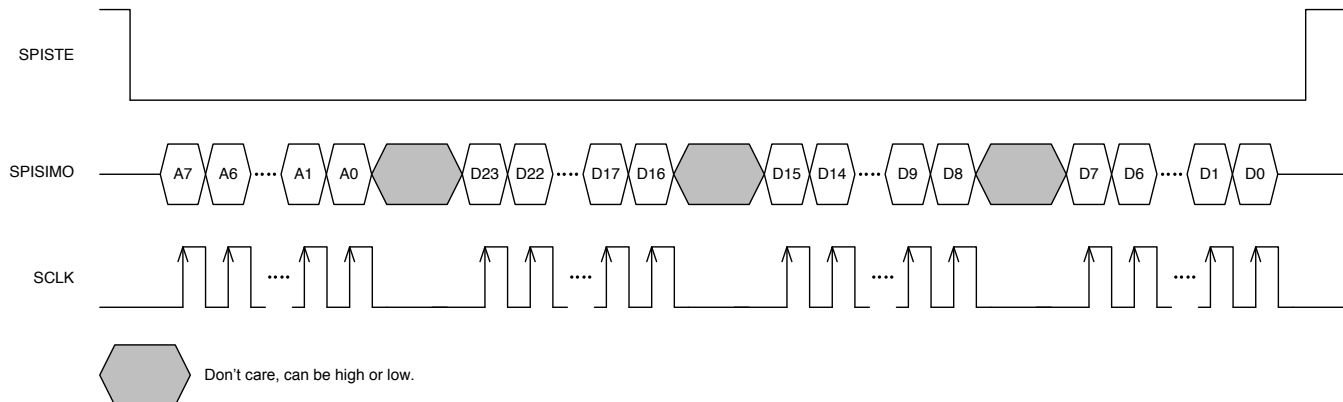 SPISTE
SPISIMO A7 A6 .... A1 A0 D23 D22 .... D17 D16 D15 D14 .... D9 D8 D7 D6 .... D1 D0
SCLK .... .... .... ....
Don't care, can be high or low.